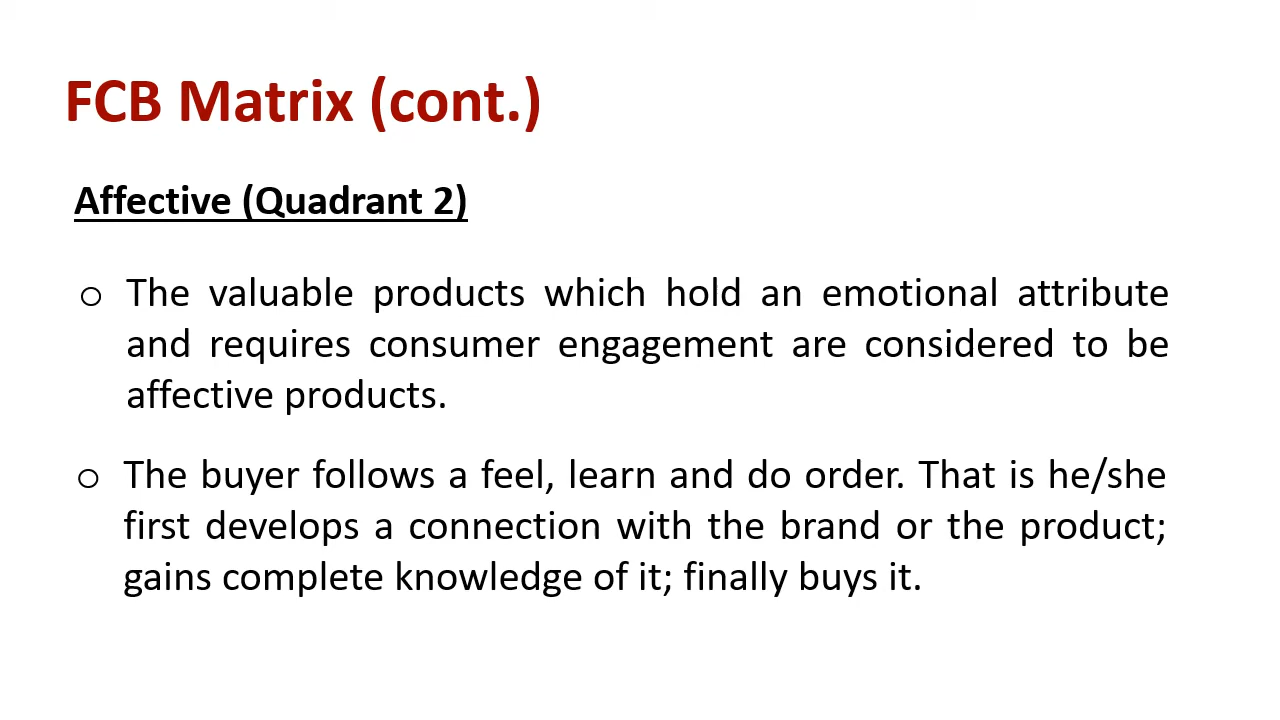 FCB Matrix (cont.)
Affective (Quadrant 2)
o The valuable products which hold an emotional attribute
and requires consumer engagement are considered to be
affective products.
o The buyer follows a feel, learn and do order. That is he/she
first develops a connection with the brand or the product;
gains complete knowledge of it; finally buys it.